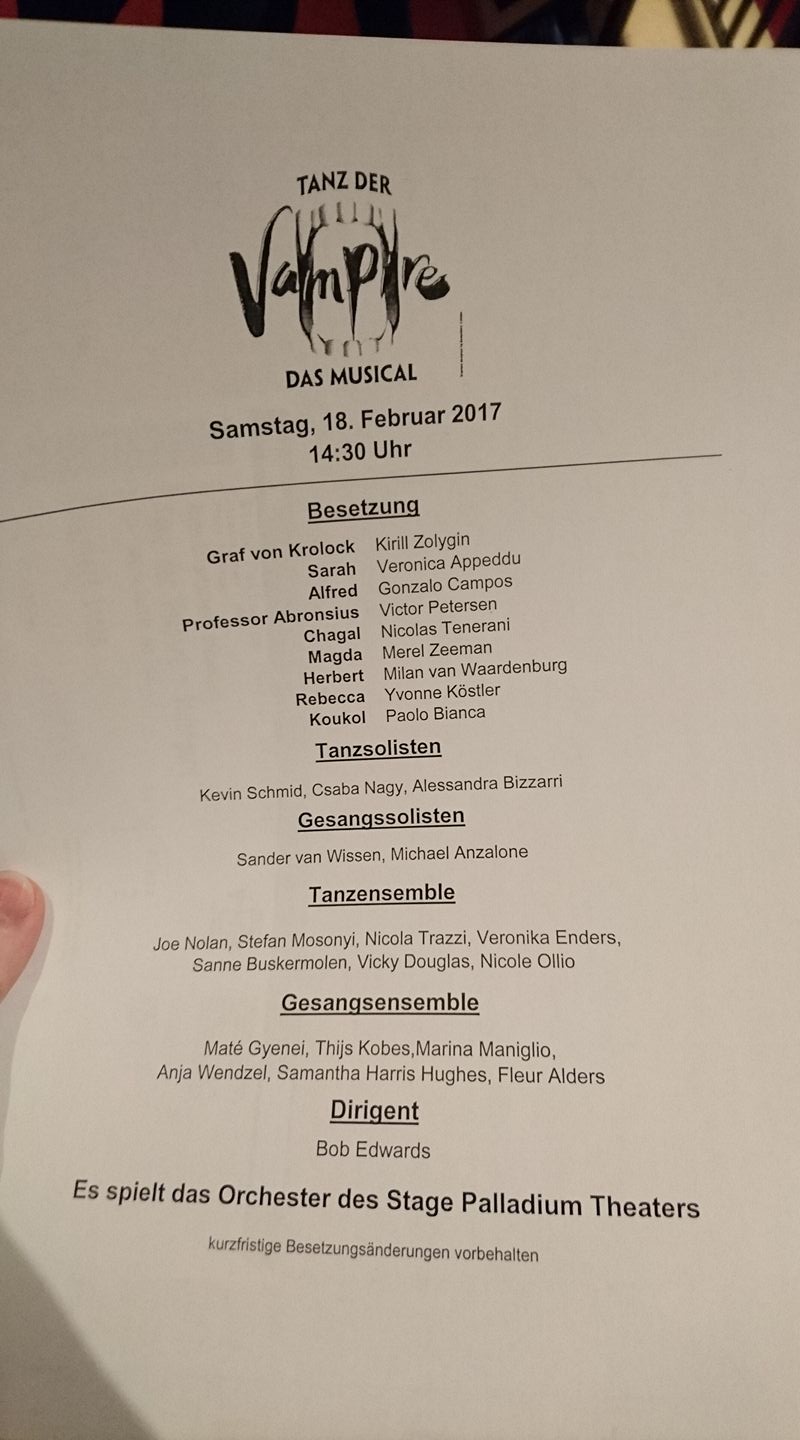 TANZ DER
Vampire
DAS MUSICAL
Samstag, 18. Februar 2017
14:30 Uhr
Besetzung
Graf von Krolock Kirill Zolygin
Sarah Veronica Appeddu
Alfred Gonzalo Campos
Professor Abronsius Victor Petersen
Chagal Nicolas Tenerani
Magda Merel Zeeman
Herbert Milan van Waardenburg
Rebecca Yvonne Köstler
Koukol Paolo Bianca
Tanzsolisten
Kevin Schmid, Csaba Nagy, Alessandra Bizzarri
Gesangssolisten
Sander van Wissen, Michael Anzalone
Tanzensemble
Joe Nolan, Stefan Mosonyi, Nicola Trazzi, Veronika Enders,
Sanne Buskermolen, Vicky Douglas, Nicole Ollio
Gesangsensemble
Maté Gyenei, Thijs Kobes,Marina Maniglio,
Anja Wendzel, Samantha Harris Hughes, Fleur Alders
Dirigent
Bob Edwards
Es spielt das Orchester des Stage Palladium Theaters
kurzfristige Besetzungsänderungen vorbehalten